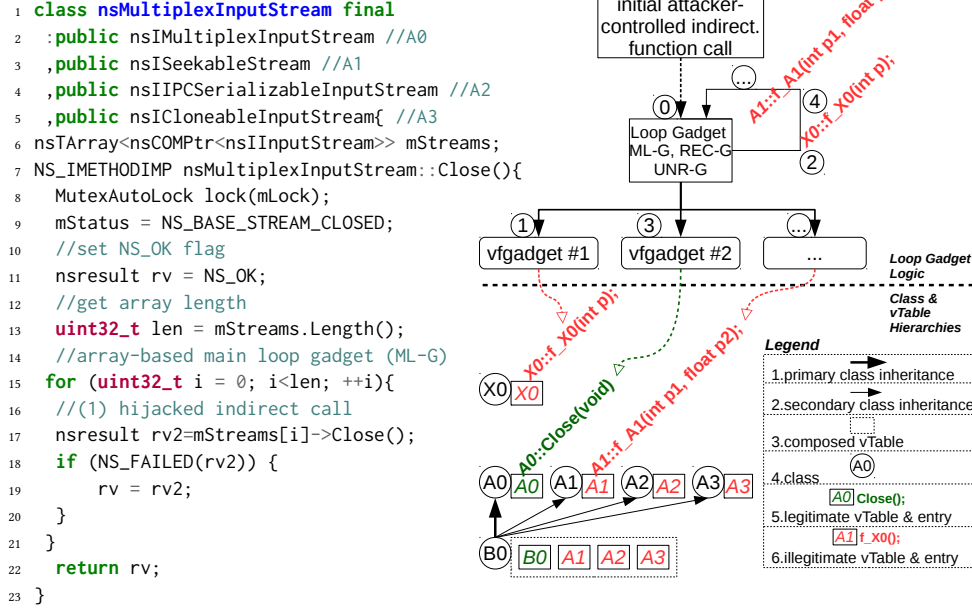 1 class nsMultiplexInputStream final
2 :public nsIMultiplexInputStream //A0
3 ,public nsISeekableStream //A1
4 ,public nsIIPCSerializableInputStream //A2
5 ,public nsICloneableInputStream{ //A3
6 nsTArray<nsCOMPtr<nsIInputStream>> mStreams;
7 NS_IMETHODIMP nsMultiplexInputStream::Close(){
8 MutexAutoLock lock(mLock);
9 mStatus = NS_BASE_STREAM_CLOSED;
10 //set NS_OK flag
11 nsresult rv = NS_OK;
12 //get array length
13 uint32_t len = mStreams.Length();
14 //array-based main loop gadget (ML-G)
15 for (uint32_t i = 0; i<len; ++i){
16 //(1) hijacked indirect call
17 nsresult rv2=mStreams[i]->Close();
18 if (NS_FAILED(rv2)) {
19 rv = rv2;
20 }
21 }
22 return rv;
23 }
initial attacker-
controlled indirect.
function call
...
A1::f_A1(int p1, float
X0::f_X0(int p);
0
4
2
Loop Gadget
ML-G, REC-G
UNR-G
1
3
...
vfgadget #1
vfgadget #2
...
Loop Gadget
Logic
Class &
vTable
Hierarchies
X0::f_X0(int p);
A0::Close(void)
A1::f_A1(int p1, float p2);
X0 X0
A0 A0 A1 A1 A2 A2 A3 A3
B0 B0 A1 A2 A3
Legend
1.primary class inheritance
2.secondary class inheritance
3.composed vTable
A0
4.class
A0 Close();
5.legitimate vTable & entry
A1 f_X0();
6.illegitimate vTable & entry